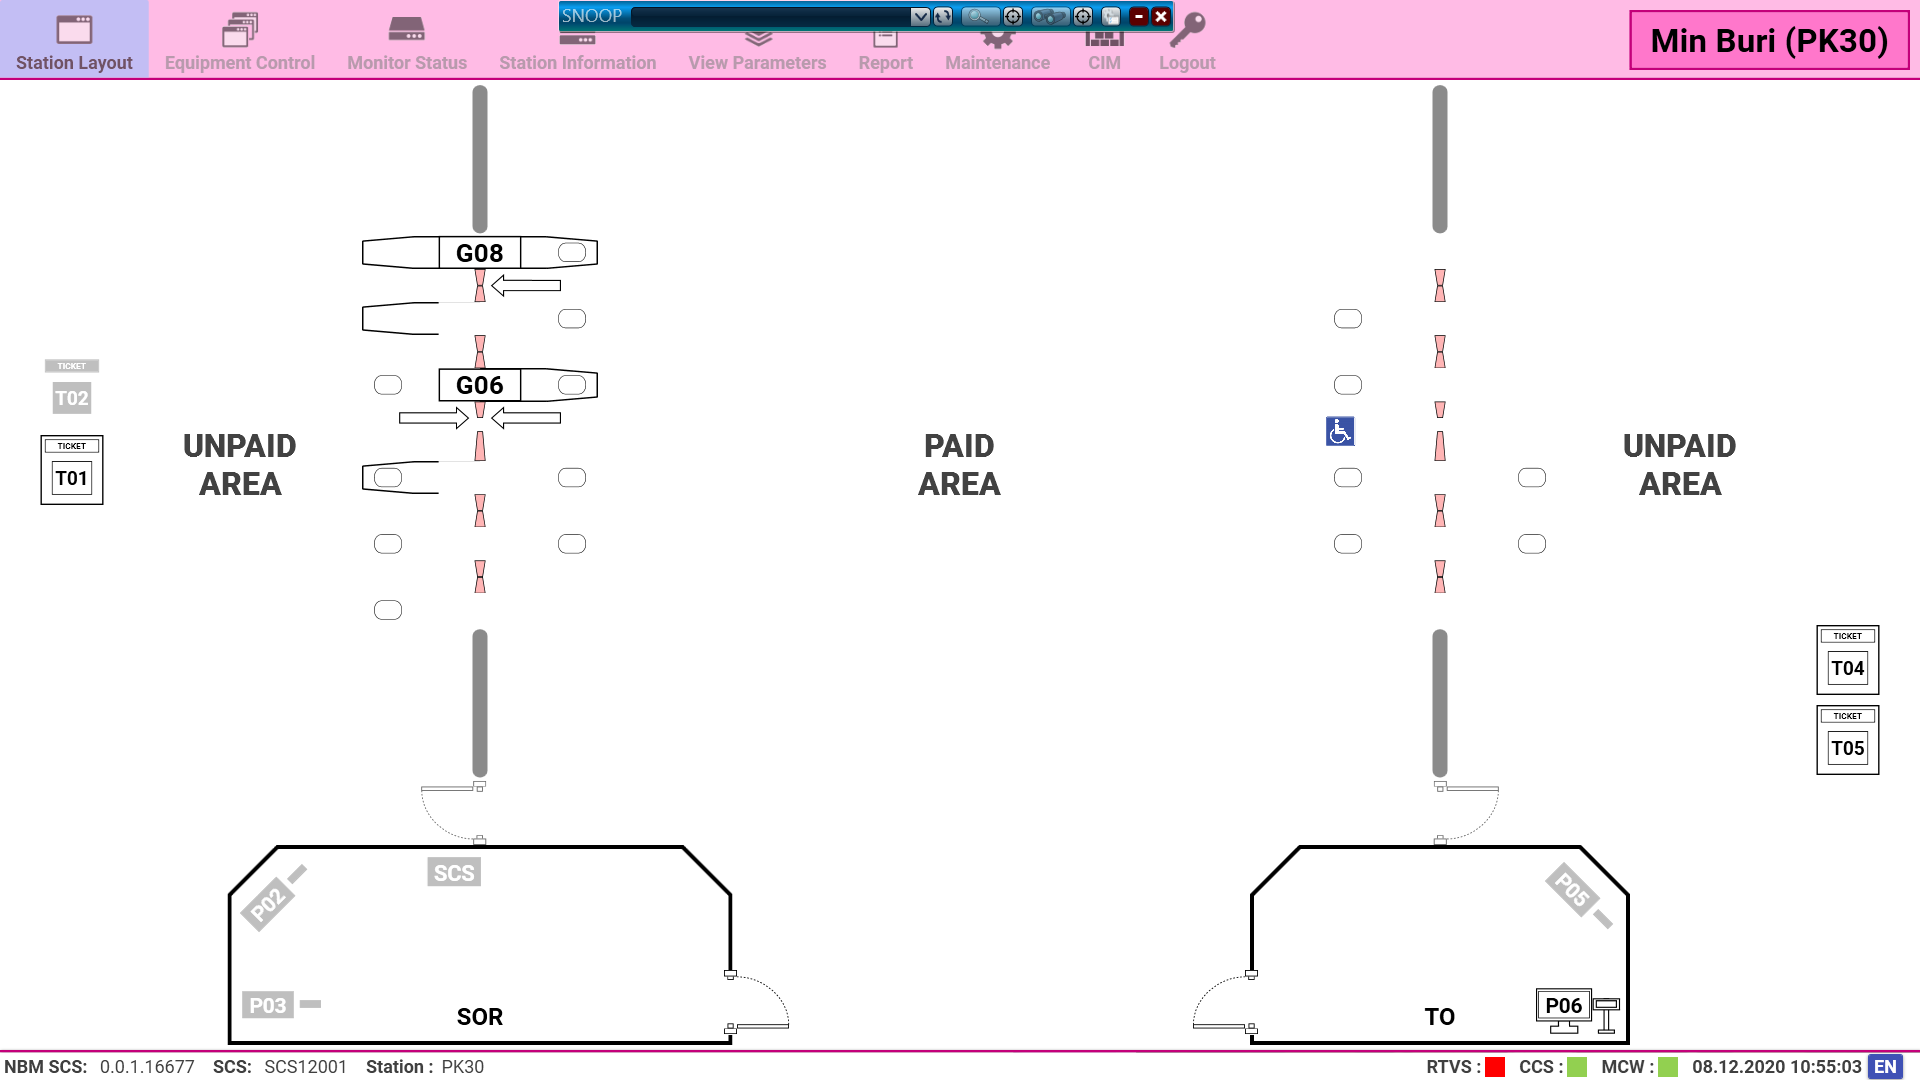 SNOOP
Station Layout
Equipment Control
Monitor Status
Station Information
View Parameters
Report
Maintenance
CIM
Logout
Min Buri (PK30)
G08
TICKET
T02
G06
TICKET
T01
UNPAID
AREA
PAID
AREA
UNPAID
AREA
TICKET
T04
TICKET
T05
P02
SCS
P05
P03
SOR
TO
P06
NBM SCS: 0.0.1.16677 SCS: SCS12001 Station : PK30
RTVS : CCS : MCW : 08.12.2020 10:55:03 EN